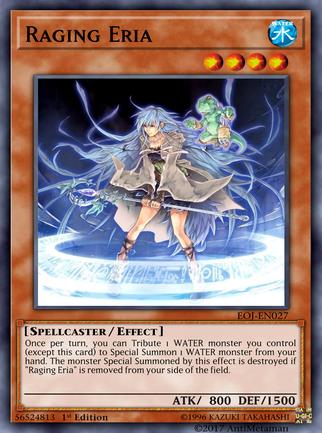 Raging Eria
WATER
水
EOJ-EN027
[Spellcaster / Effect]
Once per turn, you can Tribute 1 WATER monster you control
(except this card) to Special Summon 1 WATER monster from
your hand. The monster Special Summoned by this effect is destroyed if
"Raging Eria" is removed from your side of the field.
ATK/ 800 DEF/1500
56524813 1st Edition
©1996 KAZUKI TAKAHASHI
©2017 AntiMetaman